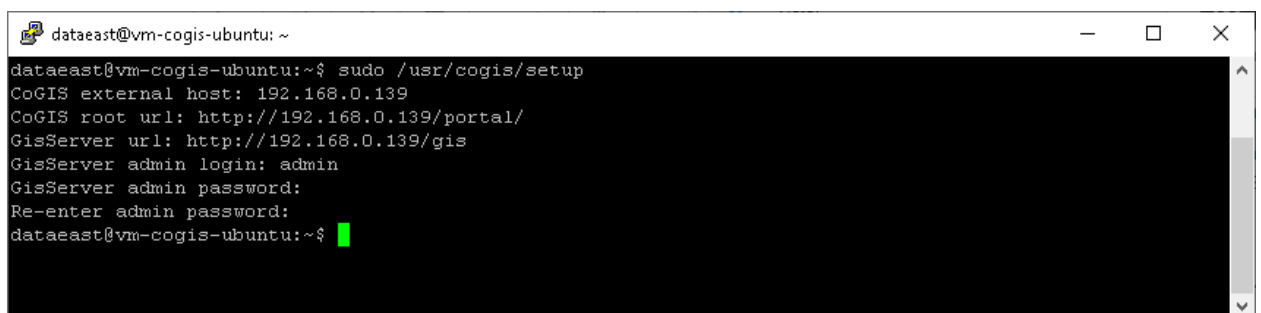 dataeast@vm-cogis-ubuntu: ~
dataeast@vm-cogis-ubuntu:~$ sudo /usr/cogis/setup
CoGIS external host: 192.168.0.139
CoGIS root url: http://192.168.0.139/portal/
GisServer url: http://192.168.0.139/gis
GisServer admin login: admin
GisServer admin password:
Re-enter admin password:
dataeast@vm-cogis-ubuntu:~$